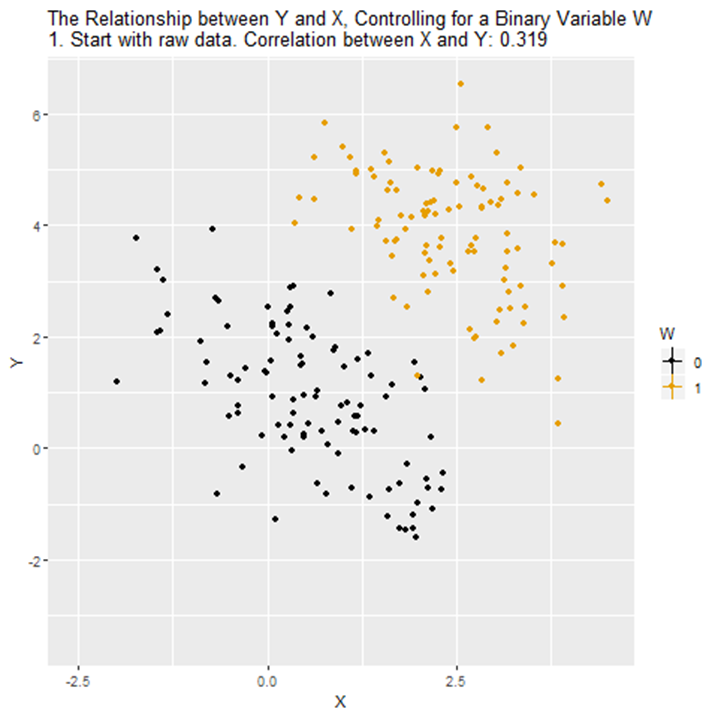 The Relationship between Y and X, Controlling for a Binary Variable W
1. Start with raw data. Correlation between X and Y: 0.319
6
4
2
0
-2
Y
-2.5
0.0
2.5
X
W
0
1